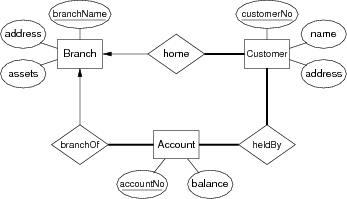 branchName
customerNo
address
name
Branch
home
Customer
assets
address
branchOf
Account
heldBy
accountNo
balance